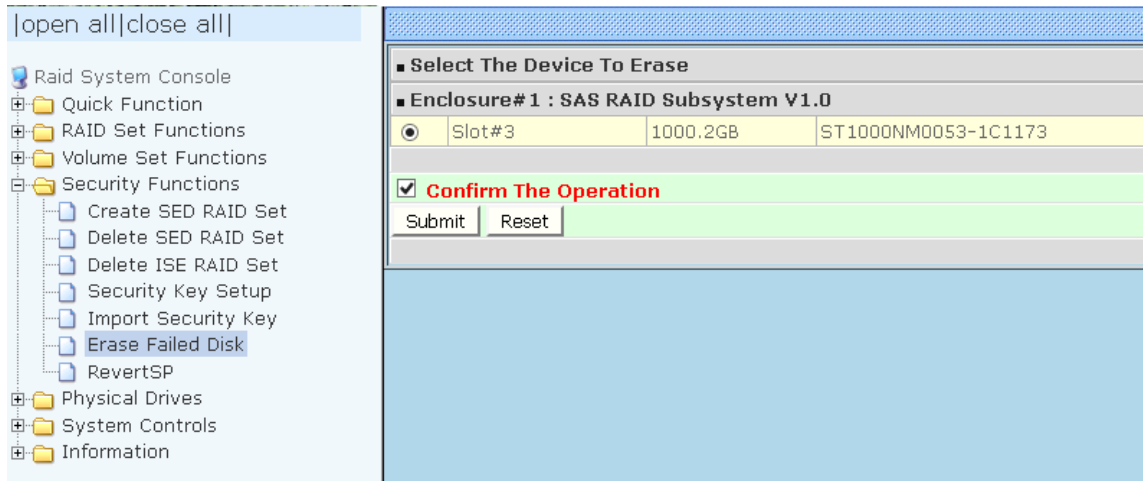 |open all|close all|
Raid System Console
Quick Function
RAID Set Functions
Volume Set Functions
Security Functions
Create SED RAID Set
Delete SED RAID Set
Delete ISE RAID Set
Security Key Setup
Import Security Key
Erase Failed Disk
RevertSP
Physical Drives
System Controls
Information
Select The Device To Erase
Enclosure#1 : SAS RAID Subsystem V1.0
Slot#3 1000.2GB ST1000NM0053-1C1173
Confirm The Operation
Submit Reset